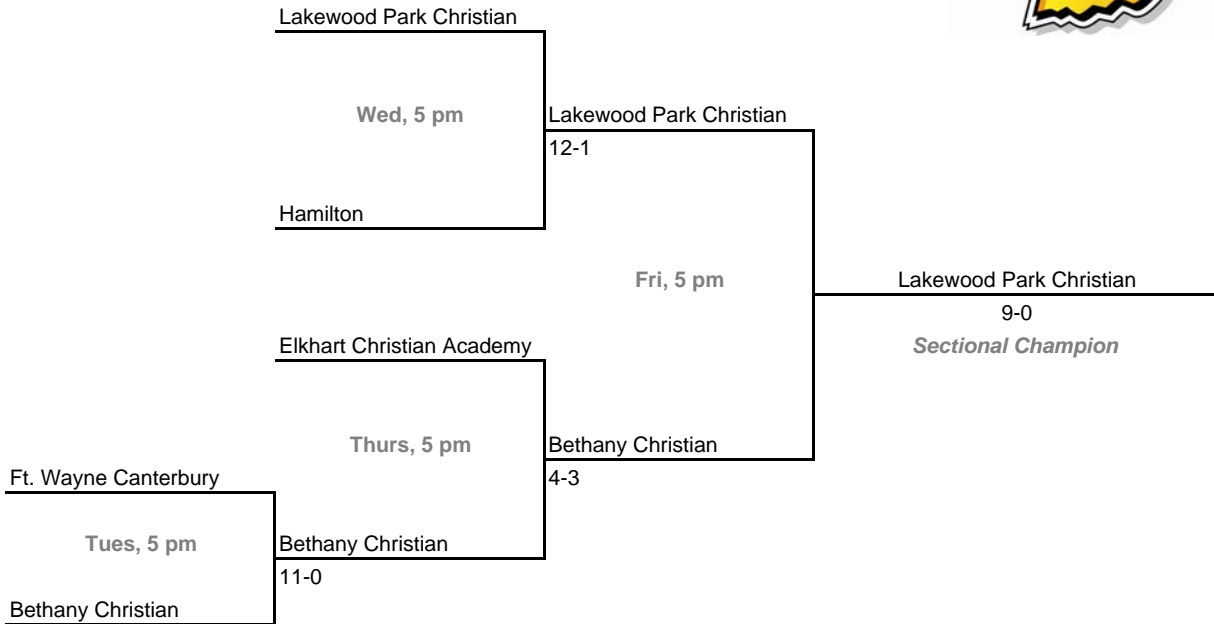 Lakewood Park Christian
Wed, 5 pm
Lakewood Park Christian
12-1
Hamilton
Fri, 5 pm
Lakewood Park Christian
9-0
Elkhart Christian Academy
Sectional Champion
Thurs, 5 pm
Bethany Christian
Ft. Wayne Canterbury
4-3
Tues, 5 pm
Bethany Christian
11-0
Bethany Christian